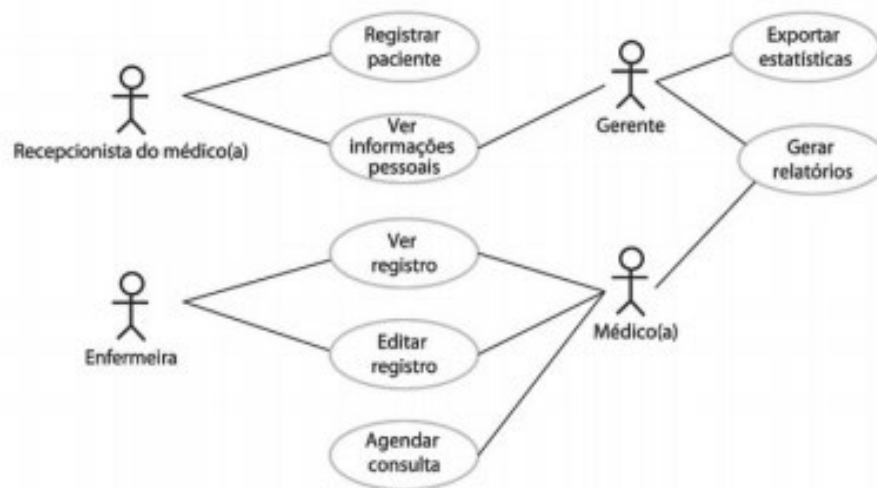 Registrar
paciente
Exportar
estatísticas
Recepcionista do médico(a)
Ver
informações
pessoais
Gerente
Gerar
relatórios
Ver
registro
Enfermeira
Editar
registro
Médico(a)
Agendar
consulta